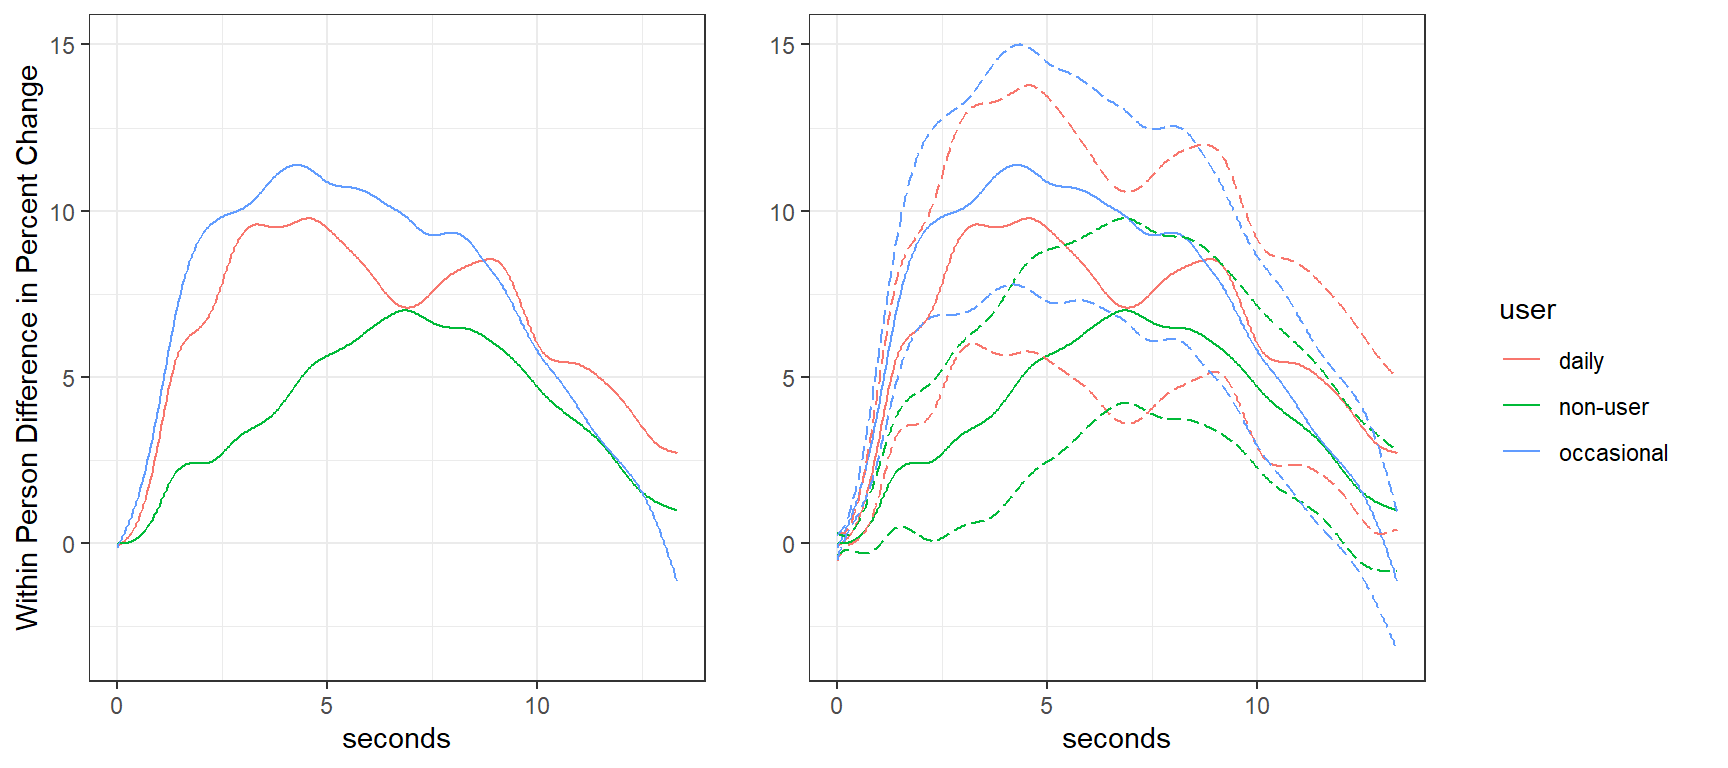 Within Person Difference in Percent Change
15
10
5
0
0 5 10
seconds
15
10
5
0
0 5 10
seconds
user
daily
non-user
occasional